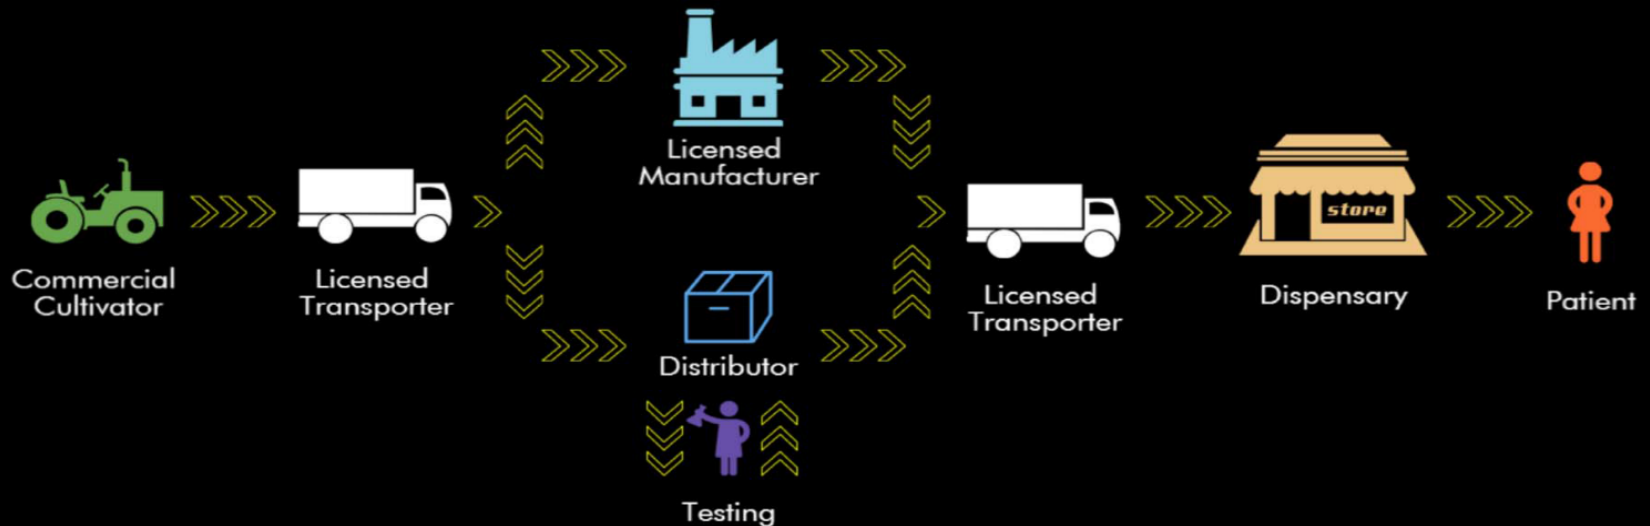 Commercial
Cultivator
Licensed
Transporter
Licensed
Manufacturer
Distributor
Testing
Licensed
Transporter
store
Dispensary
Patient